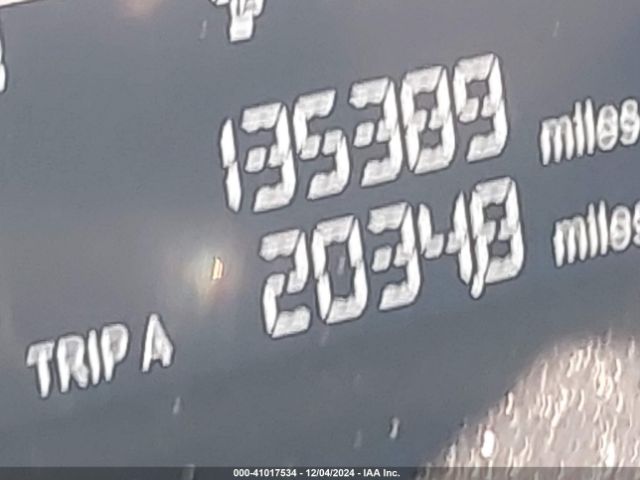 135389 miles
TRIP A 2034.8 miles
000-41017534 - 12/04/2024 - IAA Inc.